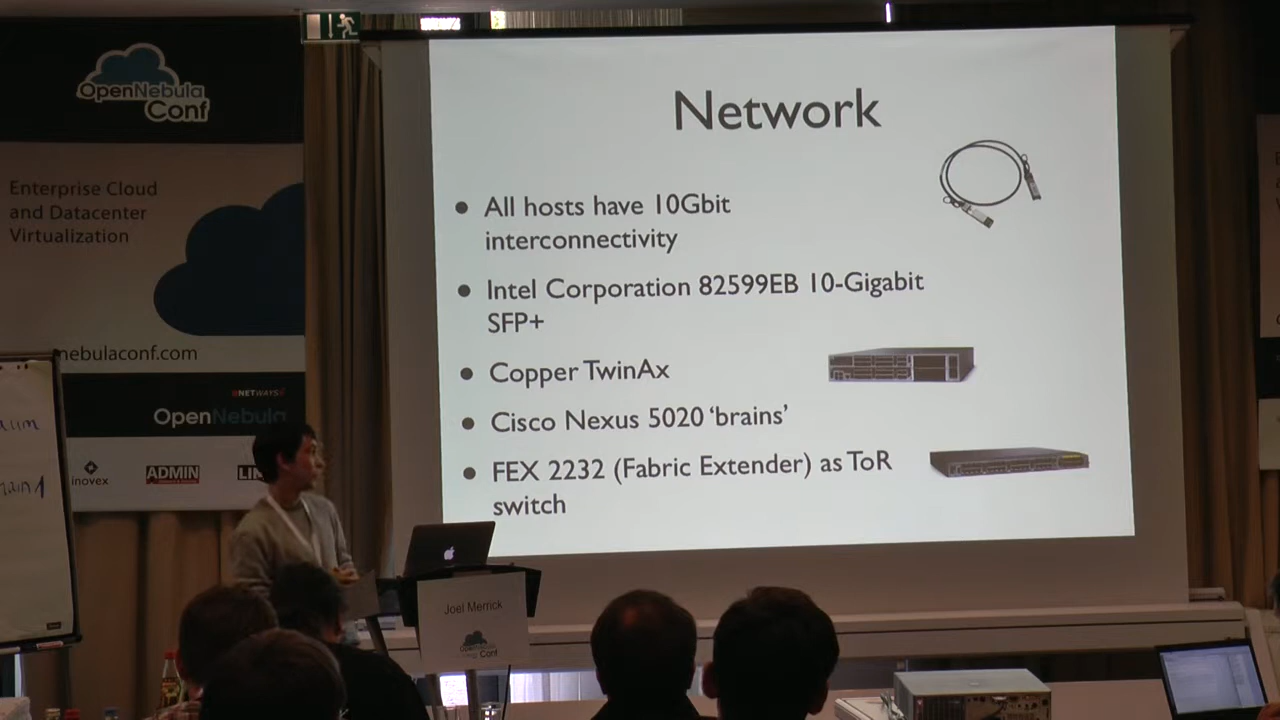 OpenNebula
Conf
Enterprise Cloud
and Datacenter
Virtualization
nebulaconf.com
NETWAYS
OpenNebula
inovex
ADMIN
Network
• All hosts have 10Gbit
interconnectivity
• Intel Corporation 82599EB 10-Gigabit
SFP+
• Copper TwinAx
• Cisco Nexus 5020 ‘brains’
• FEX 2232 (Fabric Extender) as ToR
switch
Joel Merrick
OpenNebula
Conf